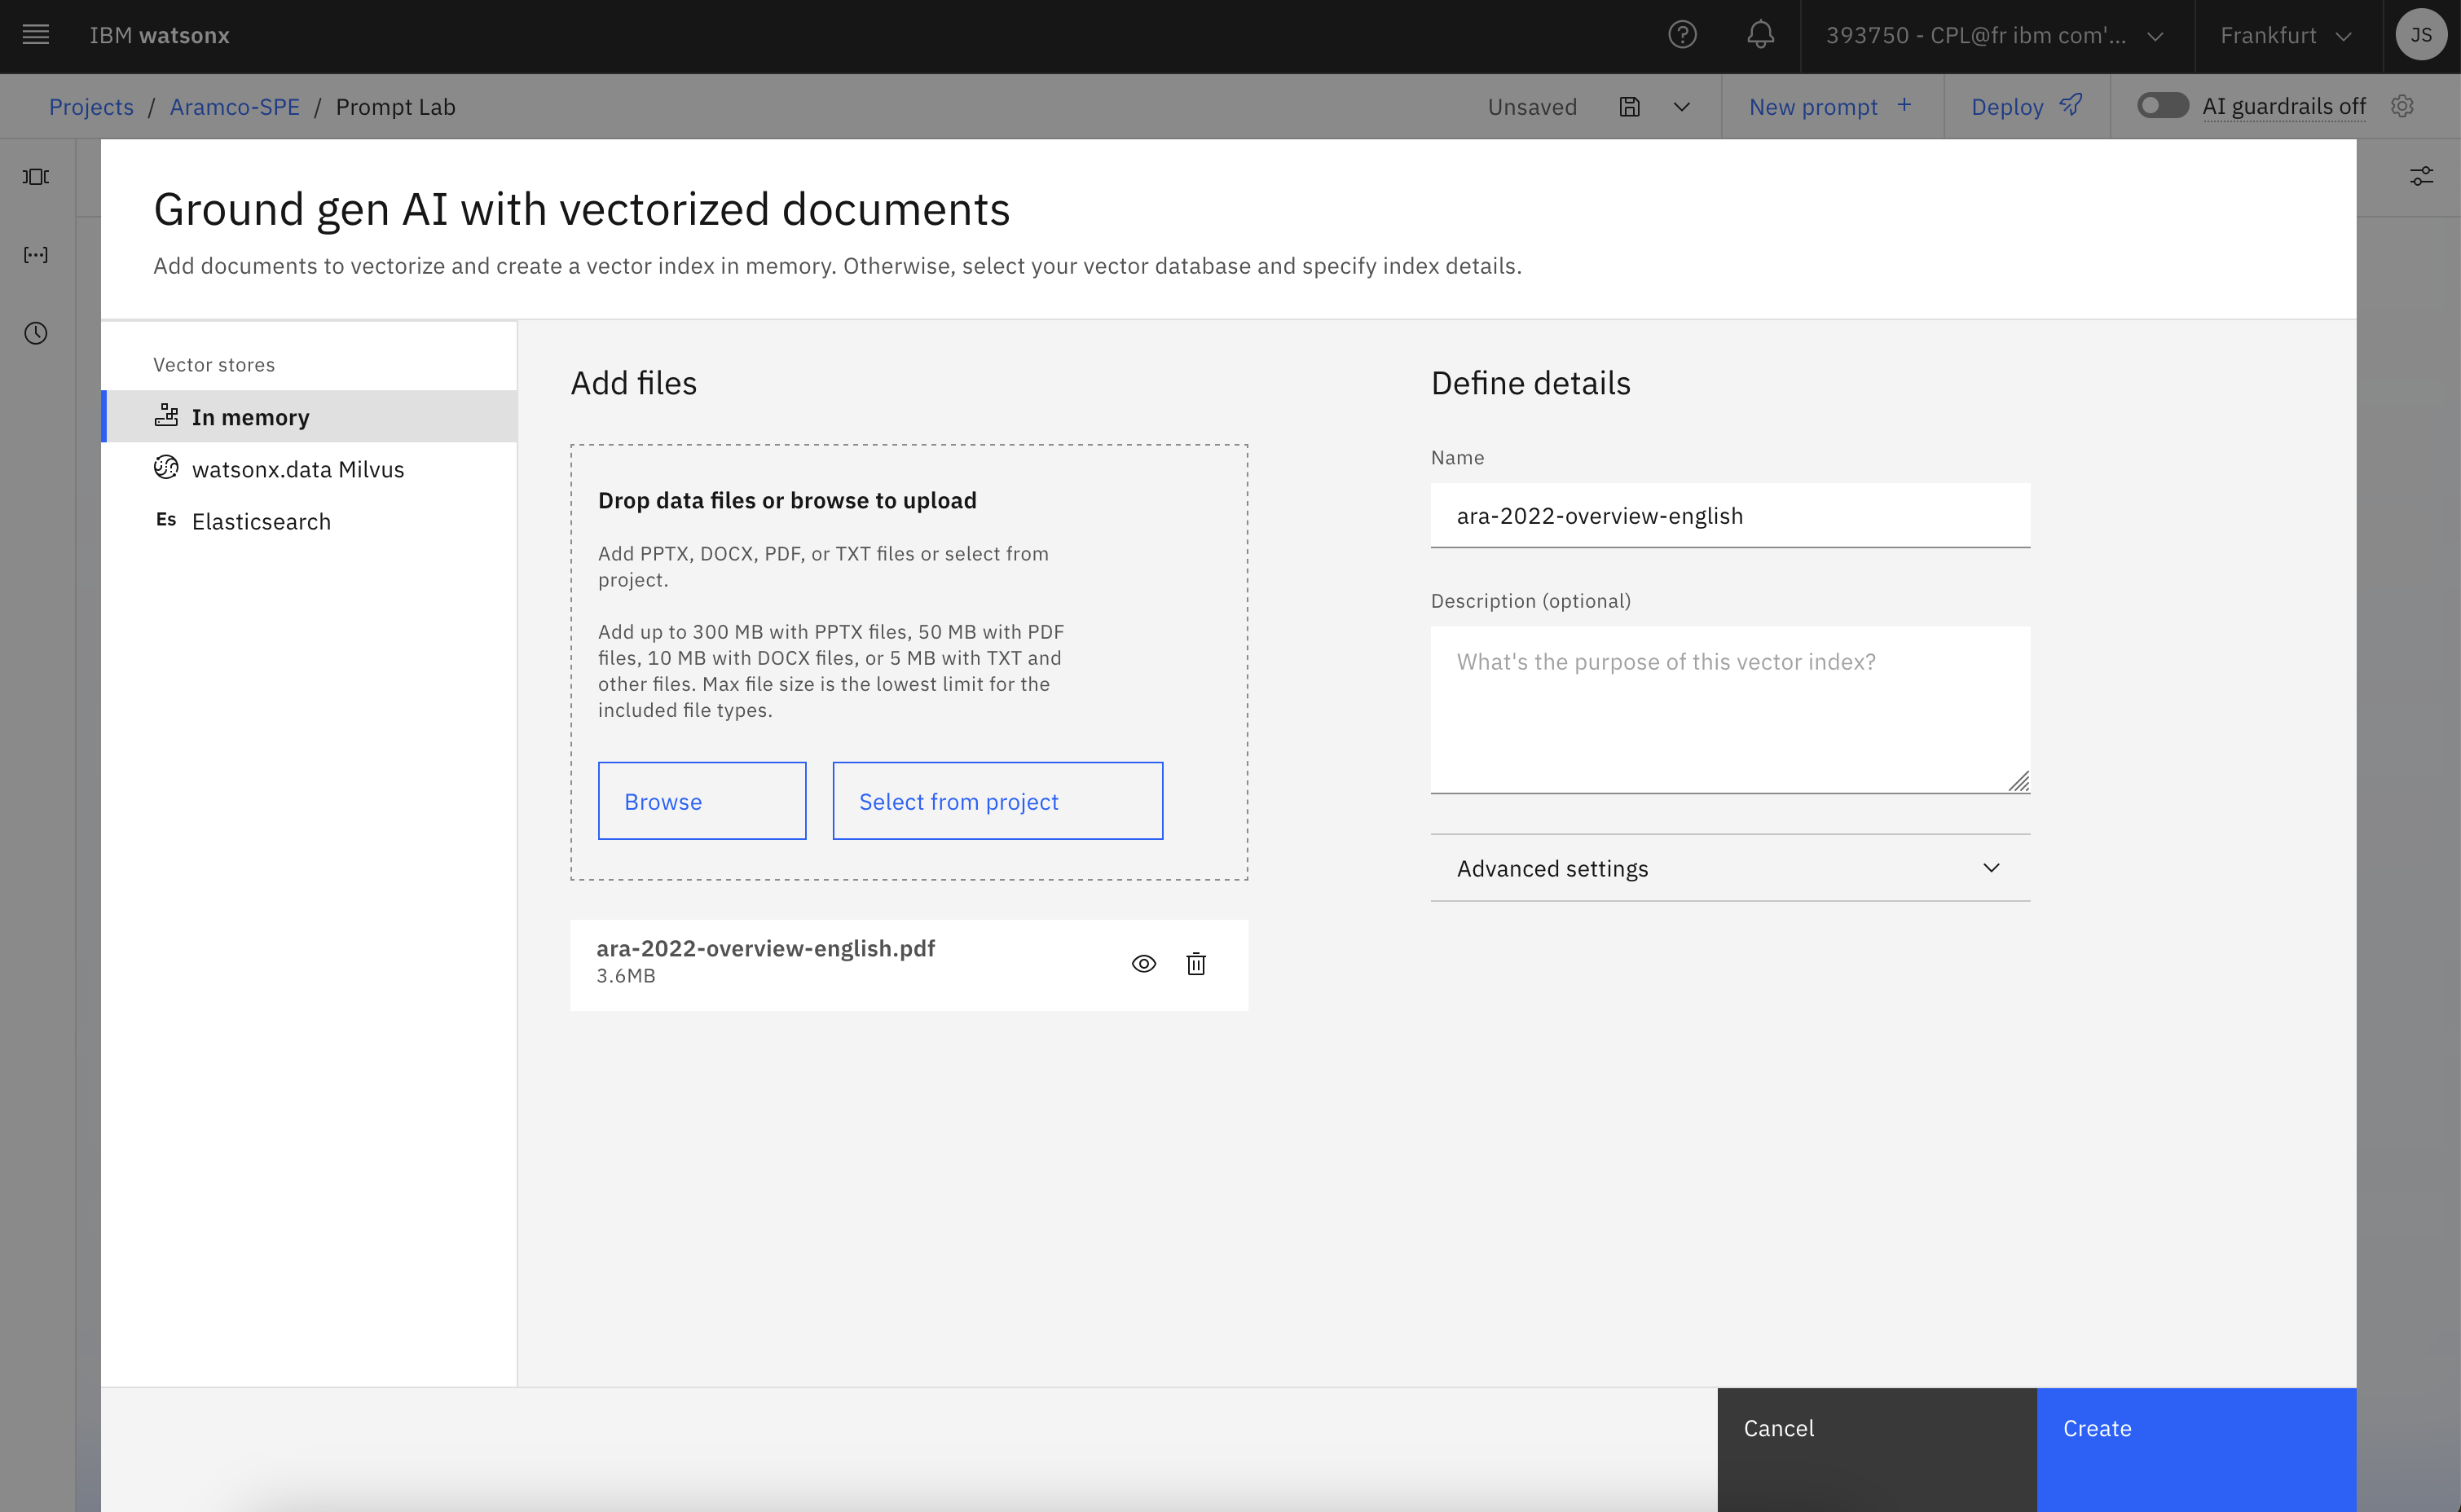 IBM watsonx
393750 - CPL@fr ibm com'...
Frankfurt
JS
Projects / Aramco-SPE / Prompt Lab
Unsaved
New prompt +
Deploy
AI guardrails off
Ground gen AI with vectorized documents
Add documents to vectorize and create a vector index in memory. Otherwise, select your vector database and specify index details.
Vector stores
In memory
watsonx.data Milvus
Es Elasticsearch
Add files
Drop data files or browse to upload
Add PPTX, DOCX, PDF, or TXT files or select from
project.
Add up to 300 MB with PPTX files, 50 MB with PDF
files, 10 MB with DOCX files, or 5 MB with TXT and
other files. Max file size is the lowest limit for the
included file types.
Browse
Select from project
ara-2022-overview-english.pdf
3.6MB
Define details
Name
ara-2022-overview-english
Description (optional)
What's the purpose of this vector index?
Advanced settings
Cancel
Create